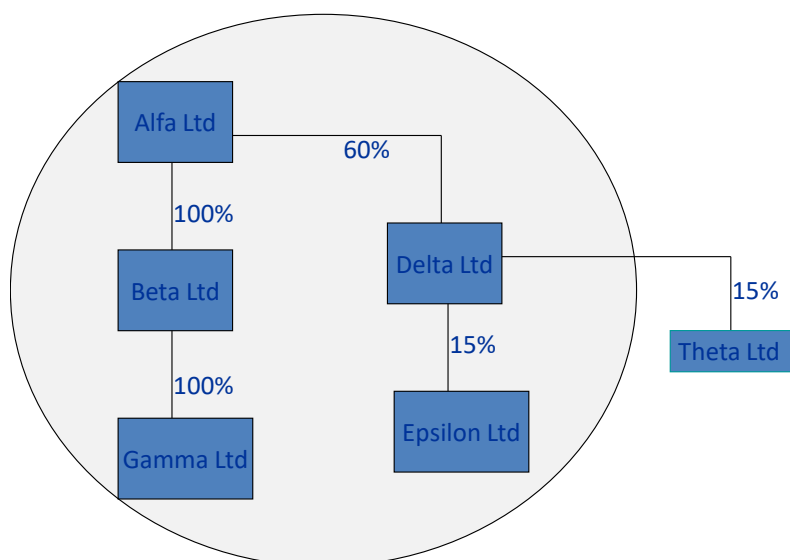 Alfa Ltd
60%
100%
Beta Ltd
Delta Ltd
15%
Theta Ltd
15%
100%
Gamma Ltd
Epsilon Ltd